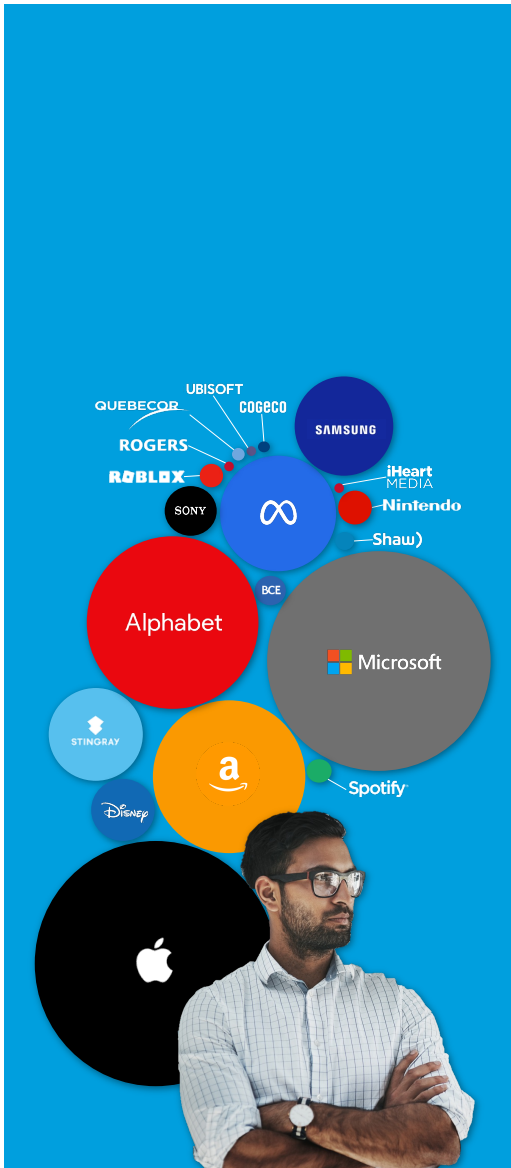 UBISOFT
QUEBECOR
COGECO
SAMSUNG
ROGERS
iHeart
MEDIA
ROBLOX
Nintendo
SONY
Shaw)
BCE
Alphabet
Microsoft
STINGRAY
a
Spotify
Disney